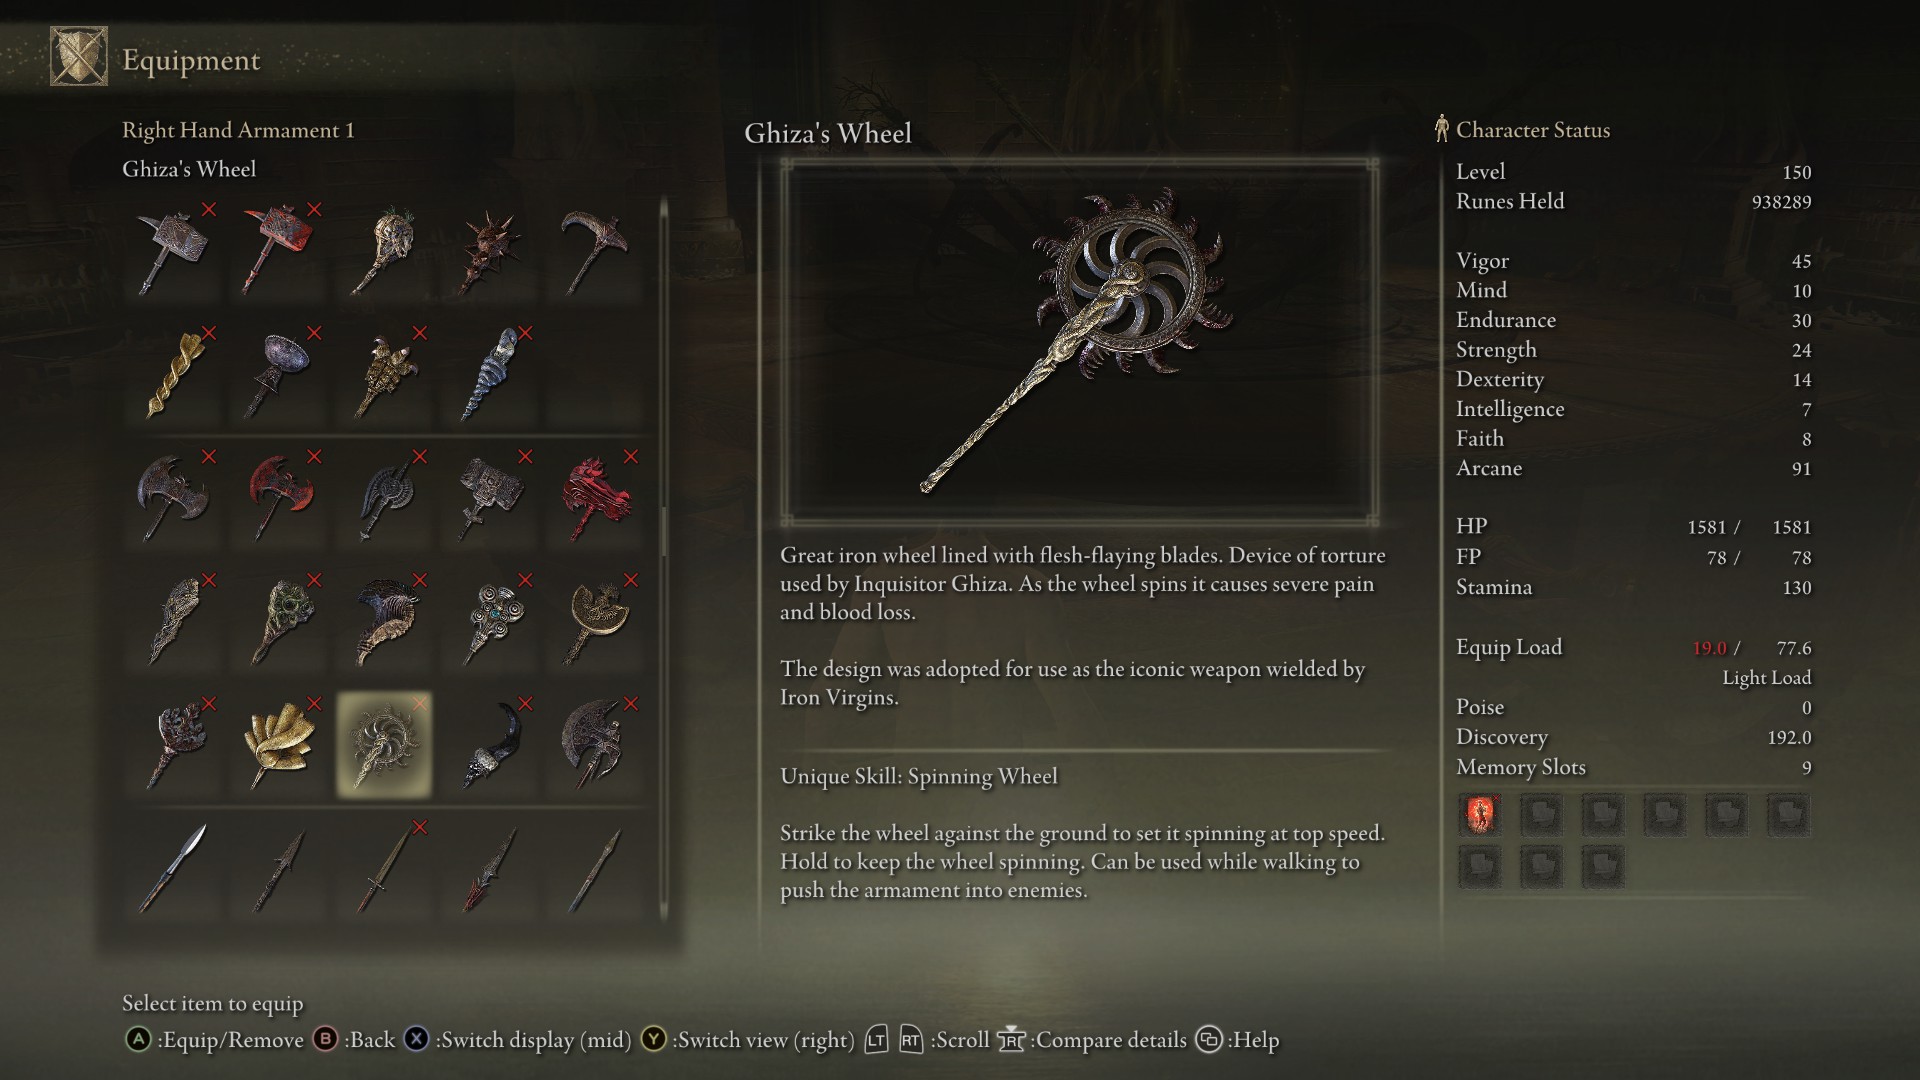 Equipment
Right Hand Armament 1
Ghiza's Wheel
Ghiza's Wheel
Great iron wheel lined with flesh-flaying blades. Device of torture
used by Inquisitor Ghiza. As the wheel spins it causes severe pain
and blood loss.
The design was adopted for use as the iconic weapon wielded by
Iron Virgins.
Unique Skill: Spinning Wheel
Strike the wheel against the ground to set it spinning at top speed.
Hold to keep the wheel spinning. Can be used while walking to
push the armament into enemies.
Character Status
Level 150
Runes Held 938289
Vigor 45
Mind 10
Endurance 30
Strength 24
Dexterity 14
Intelligence 7
Faith 8
Arcane 91
HP 1581 / 1581
FP 78 / 78
Stamina 130
Equip Load 19.0 / 77.6
Light Load
Poise 0
Discovery 192.0
Memory Slots 9
Select item to equip
A :Equip/Remove B :Back X :Switch display (mid) Y :Switch view (right) LT RT :Scroll R :Compare details :Help